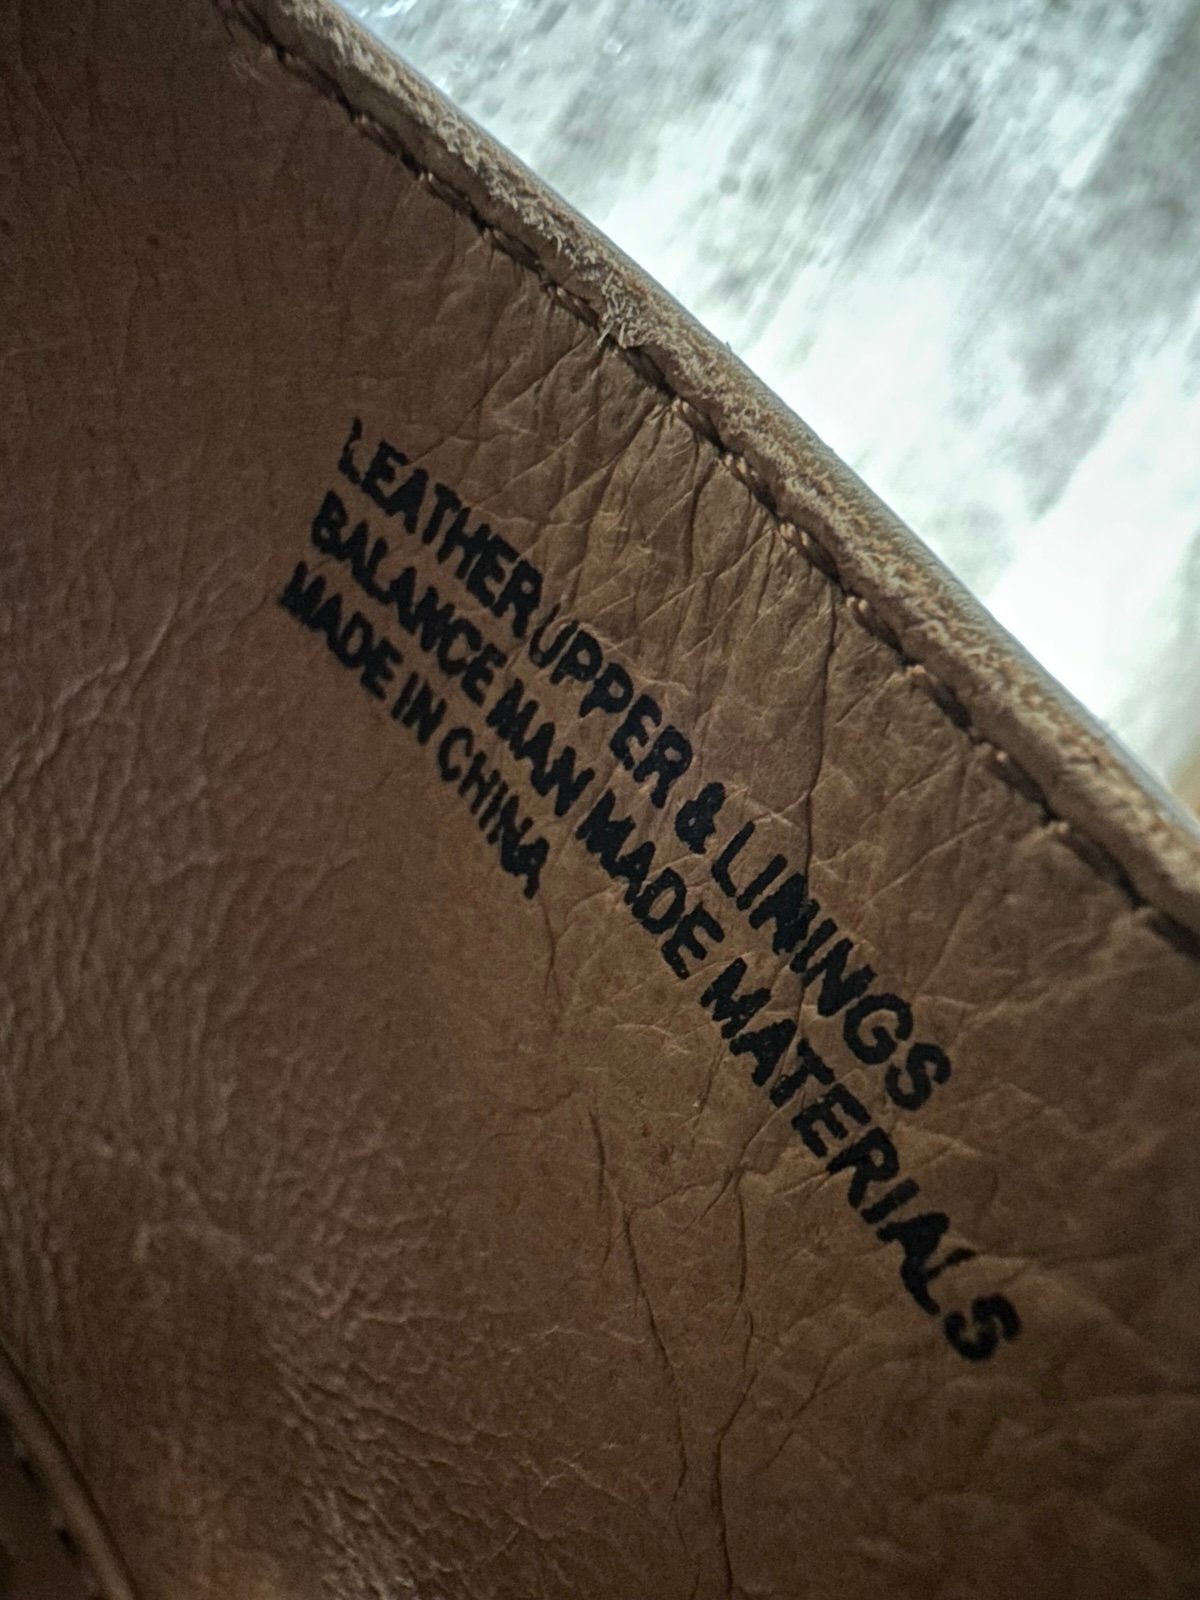 LEATHER UPPER & LININGS
BALANCE MAN MADE MATERIALS
MADE IN CHINA